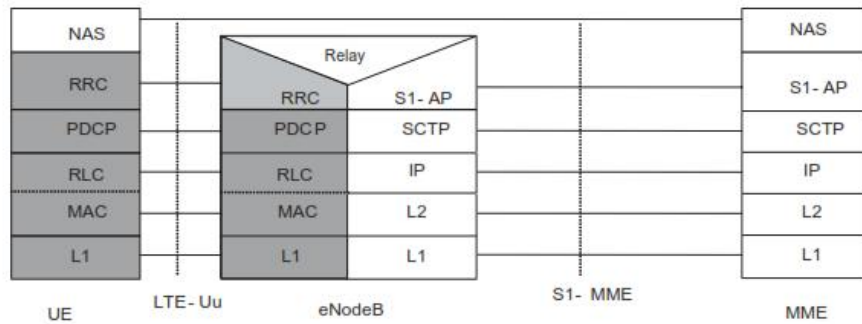 NAS
RRC
PDCP
RLC
MAC
L1
UE
LTE- Uu
Relay
RRC
S1- AP
PDCP
SCTP
RLC
IP
MAC
L2
L1
L1
eNodeB
S1- MME
NAS
S1- AP
SCTP
IP
L2
L1
MME